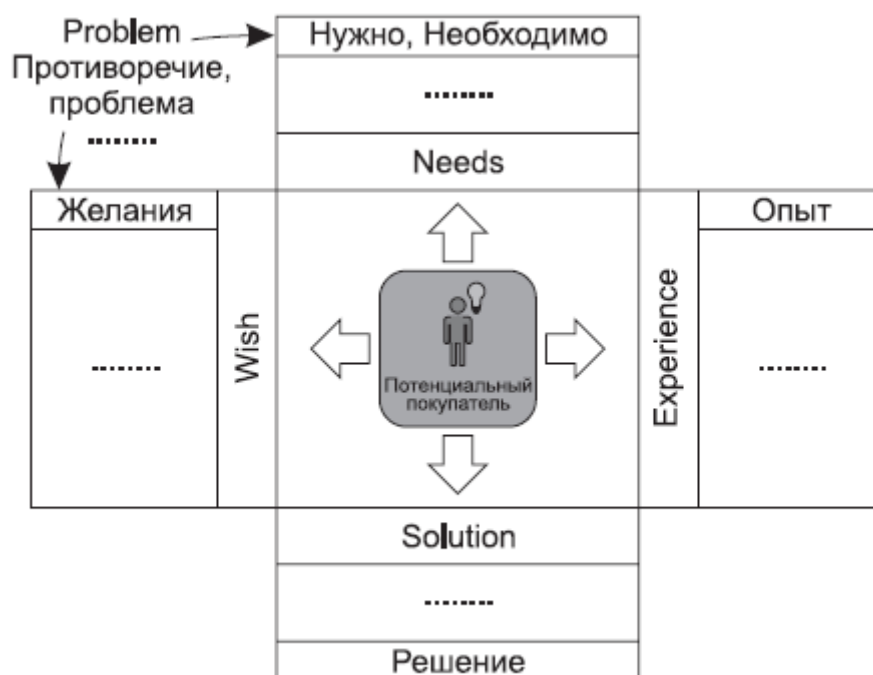 Problem
Противоречие,
проблема
........
Нужно, Необходимо
........
Needs
Желания
........
Wish
Потенциальный
покупатель
Experience
Опыт
........
Solution
........
Решение